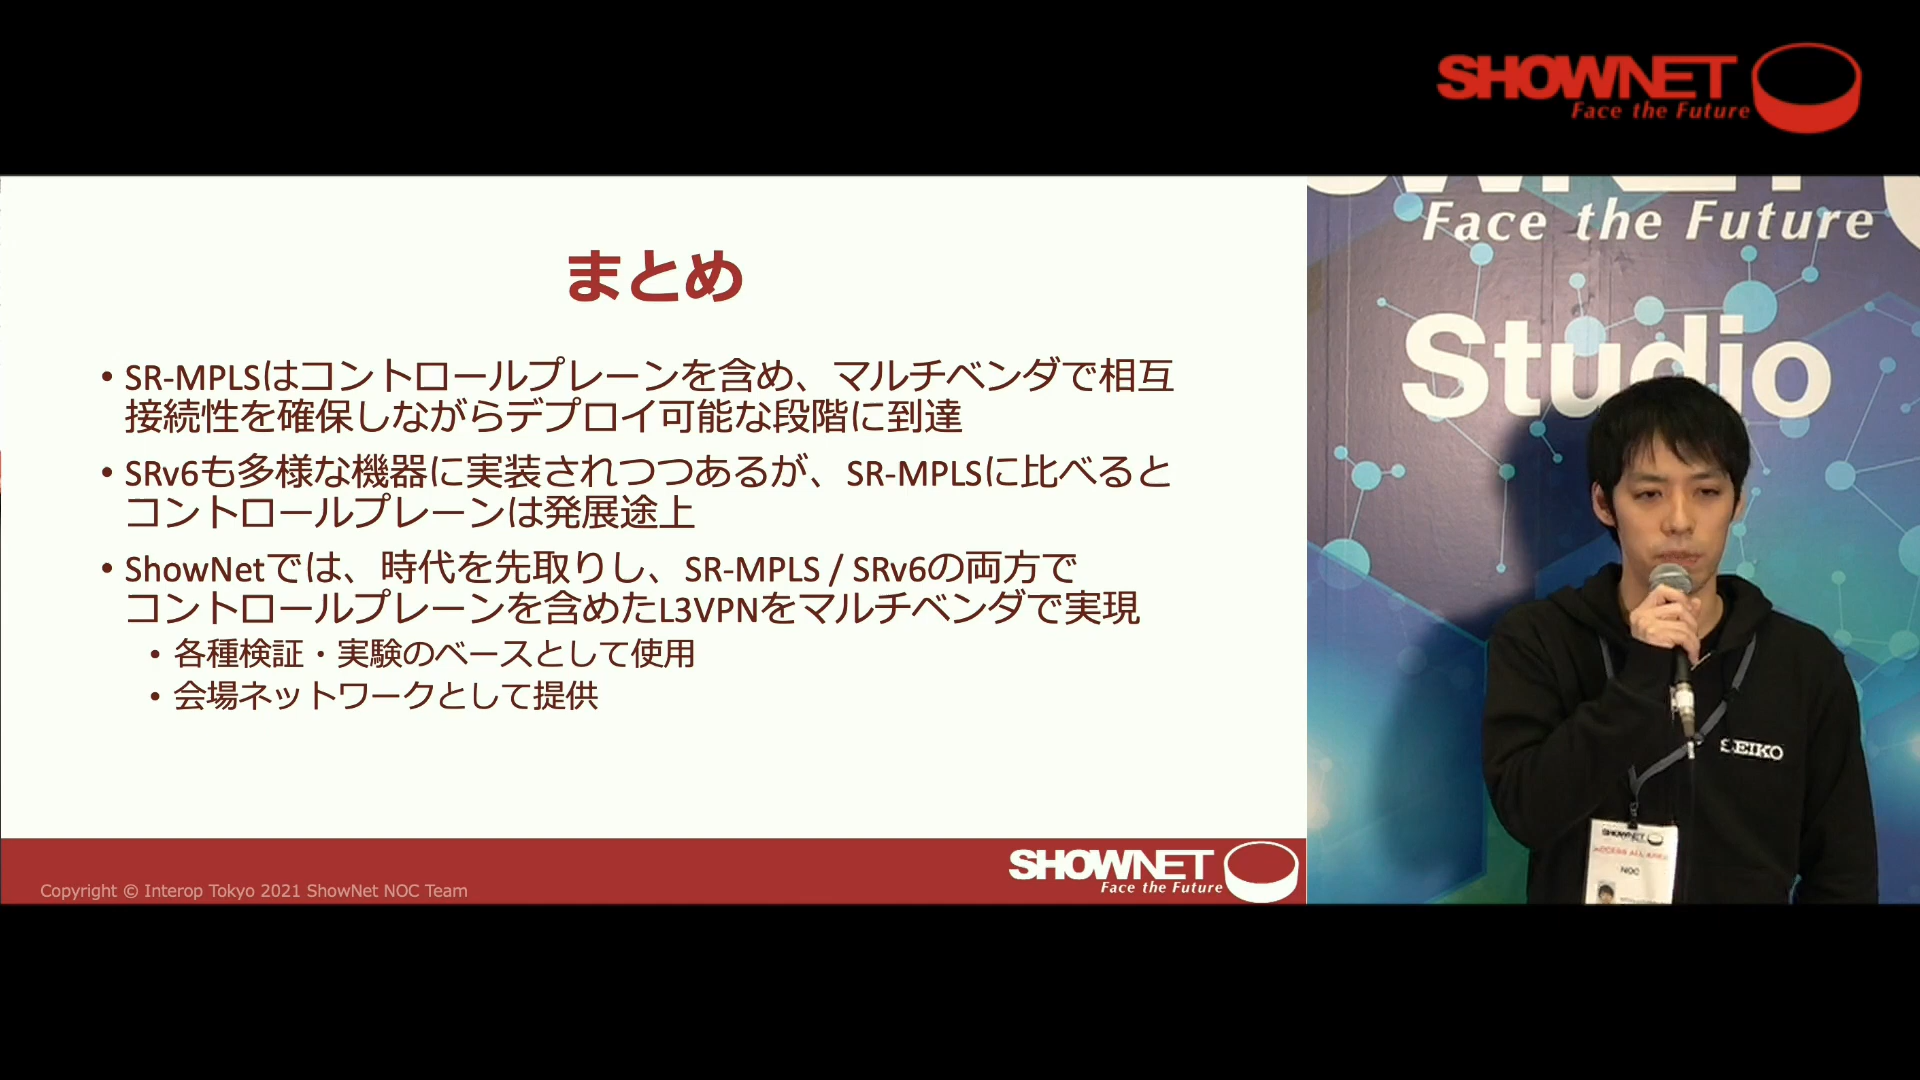 SHOWNET
Face the Future
まとめ
• SR-MPLSはコントロールプレーンを含め、マルチベンダで相互
接続性を確保しながらデプロイ可能な段階に到達
• SRv6も多様な機器に実装されつつあるが、SR-MPLSに比べると
コントロールプレーンは発展途上
• ShowNetでは、時代を先取りし、SR-MPLS / SRv6の両方で
コントロールプレーンを含めたL3VPNをマルチベンダで実現
• 各種検証・実験のベースとして使用
• 会場ネットワークとして提供
Copyright © Interop Tokyo 2021 ShowNet NOC Team
SHOWNET
Face the Future
Face the Future
Studio
SEIKO
SHOWNET
ACCESS ALL AREA
NOC